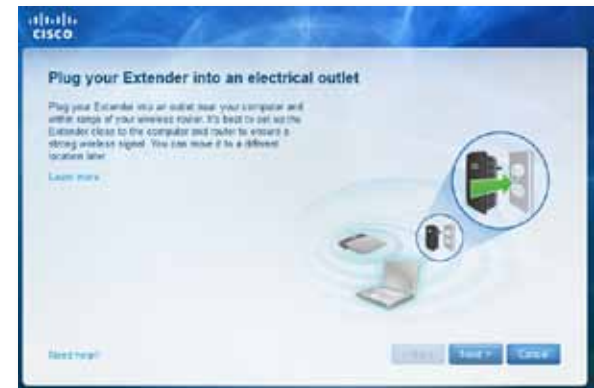 CISCO
Plug your Extender into an electrical outlet
Plug your Extender into an outlet near your computer and
within range of your wireless router. It's best to set up the
Extender close to the computer and router to ensure a
strong wireless signal. You can move it to a different
location later.
Learn more
Need help?
Next >
Cancel